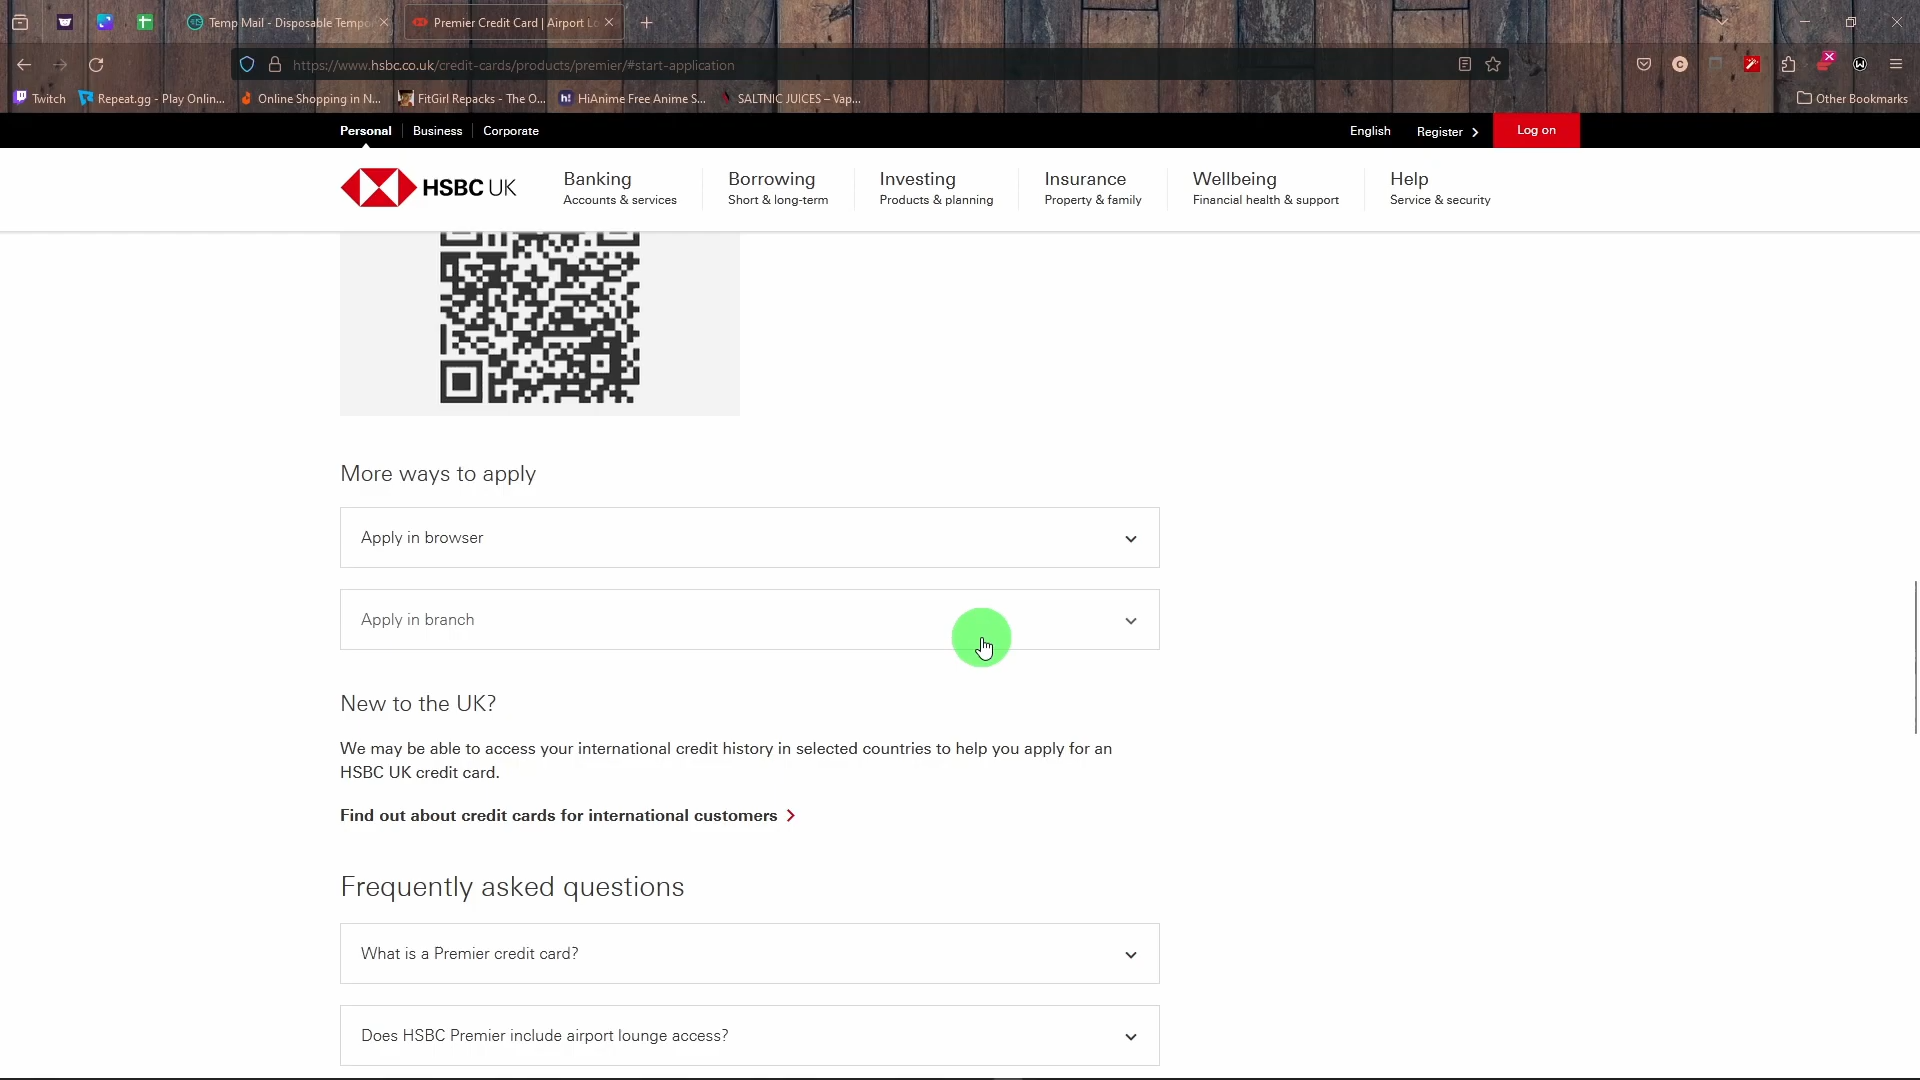 Temp Mail - Disposable Tempo
Premier Credit Card | Airport Lo
https://www.hsbc.co.uk/credit-cards/products/premier/#start-application
Twitch
Repeat.gg - Play Onlin...
Online Shopping in N...
FitGirl Repacks - The O...
HiAnime Free Anime S...
SALTNIC JUICES – Vap...
Other Bookmarks
Personal
Business
Corporate
English
Register
Log on
HSBC UK
Banking
Accounts & services
Borrowing
Short & long-term
Investing
Products & planning
Insurance
Property & family
Wellbeing
Financial health & support
Help
Service & security
More ways to apply
Apply in browser
Apply in branch
New to the UK?
We may be able to access your international credit history in selected countries to help you apply for an
HSBC UK credit card.
Find out about credit cards for international customers
Frequently asked questions
What is a Premier credit card?
Does HSBC Premier include airport lounge access?